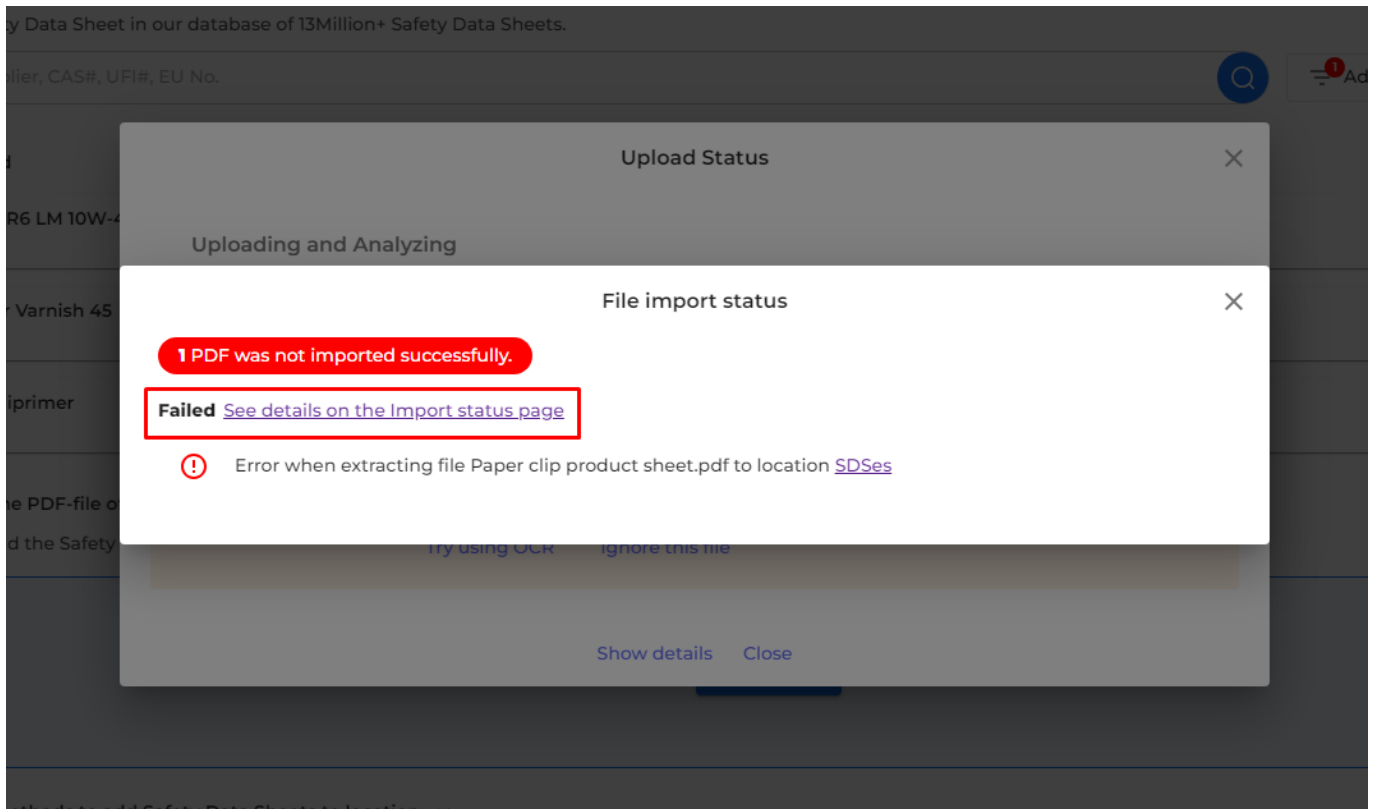 ty Data Sheet in our database of 13Million+ Safety Data Sheets.
plier, CAS#, UFI#, EU No.
1
Ad
Upload Status
R6 LM 10W-4
Uploading and Analyzing
File import status
r Varnish 45
1 PDF was not imported successfully.
iprimer
Failed See details on the Import status page
Error when extracting file Paper clip product sheet.pdf to location SDSes
he PDF-file o
d the Safety
Try using OCR Ignore this file
Show details Close
ethods to add Safety Data Sheets to location